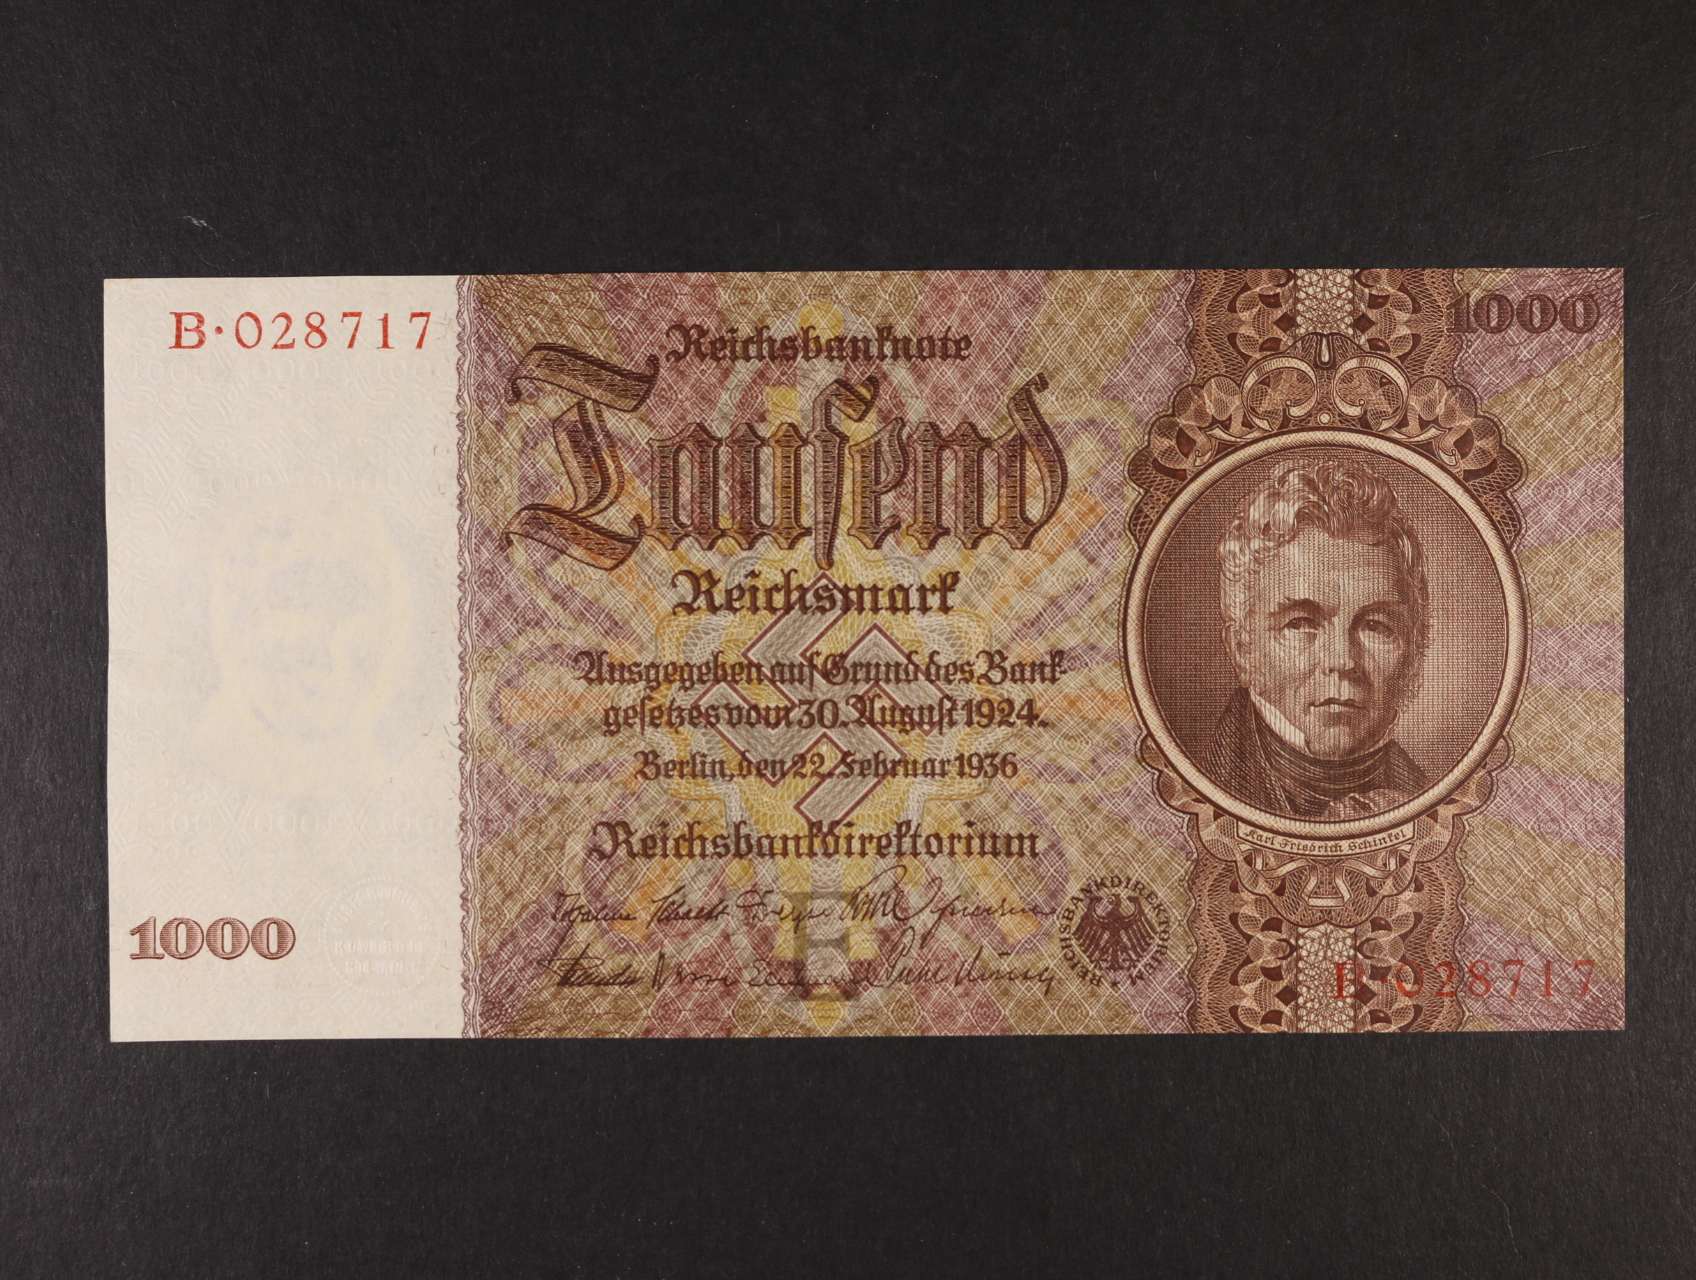 B·028717
1000
Reichsbanknote
Tausend
Reichsmark
Ausgegeben auf Grund des Bank-
gesetzes vom 30. August 1924.
Berlin, den 22. Februar 1936
Reichsbankdirektorium
REICHSBANKDIREKTORIUM
Karl Friedrich Schinkel
1000
E
B·028717